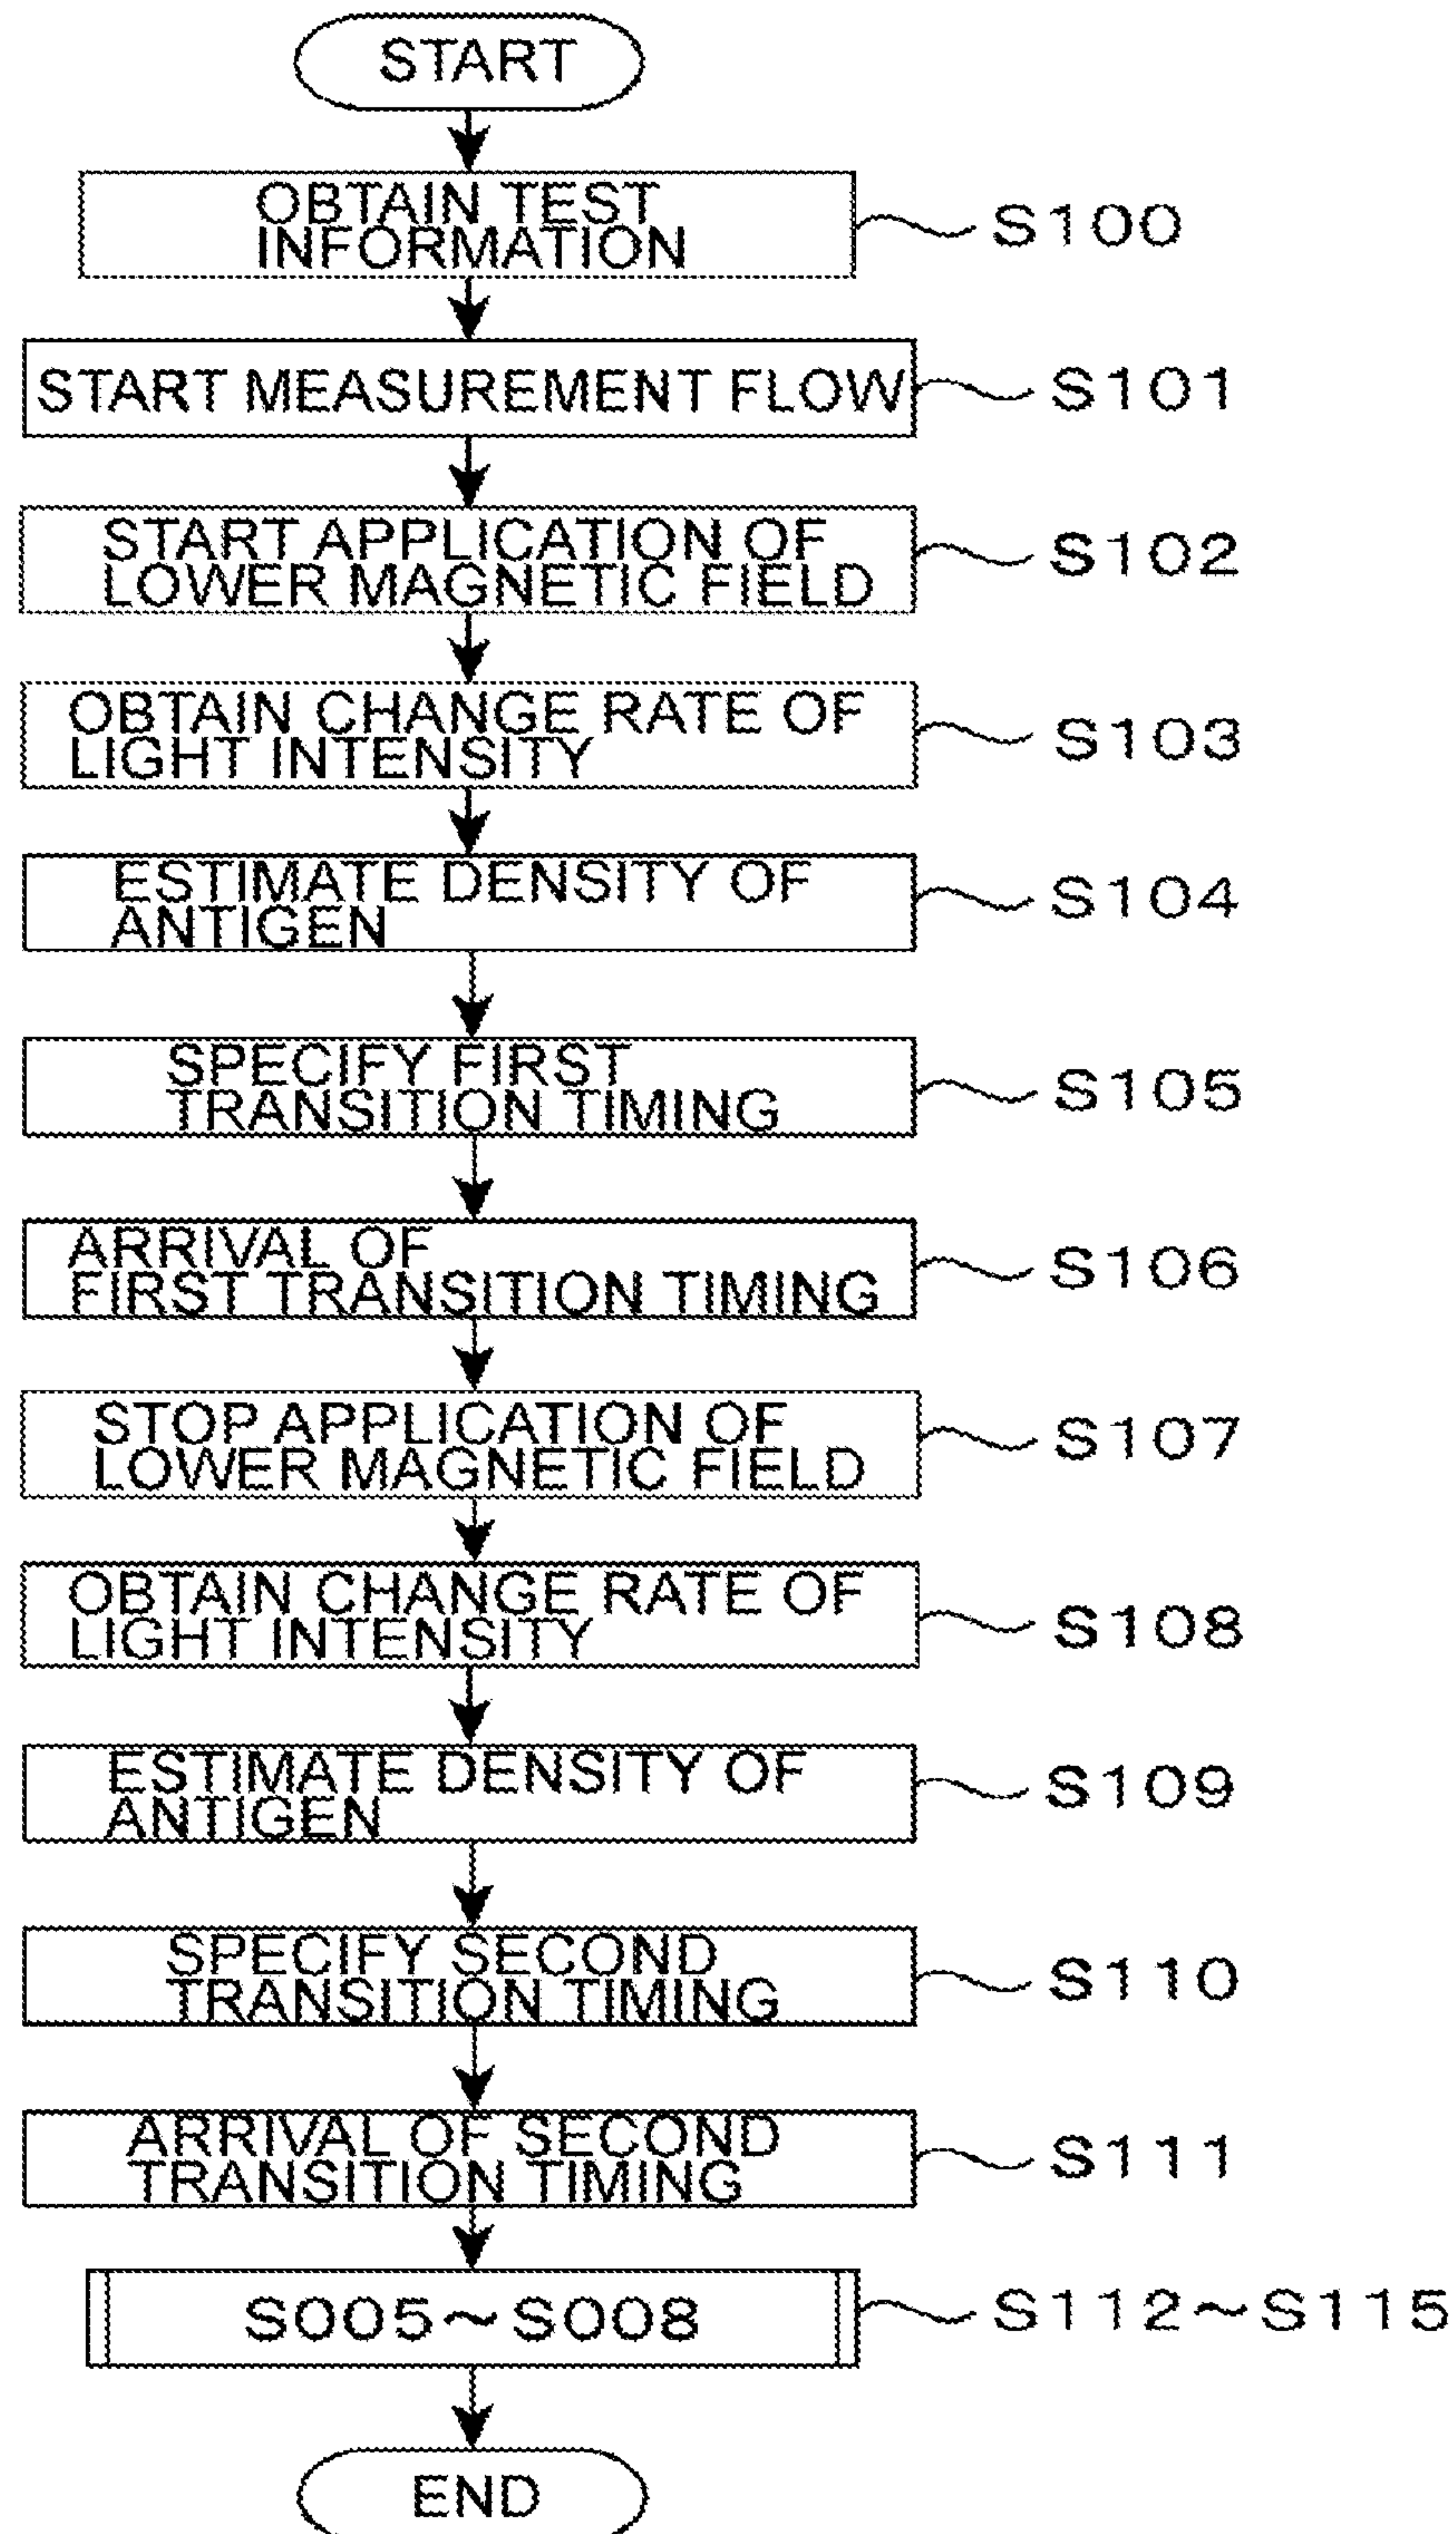 START
OBTAIN TEST
INFORMATION
S100
START MEASUREMENT FLOW
S101
START APPLICATION OF
LOWER MAGNETIC FIELD
S102
OBTAIN CHANGE RATE OF
LIGHT INTENSITY
S103
ESTIMATE DENSITY OF
ANTIGEN
S104
SPECIFY FIRST
TRANSITION TIMING
S105
ARRIVAL OF
FIRST TRANSITION TIMING
S106
STOP APPLICATION OF
LOWER MAGNETIC FIELD
S107
OBTAIN CHANGE RATE OF
LIGHT INTENSITY
S108
ESTIMATE DENSITY OF
ANTIGEN
S109
SPECIFY SECOND
TRANSITION TIMING
S110
ARRIVAL OF SECOND
TRANSITION TIMING
S111
S005~S008
S112~S115
END